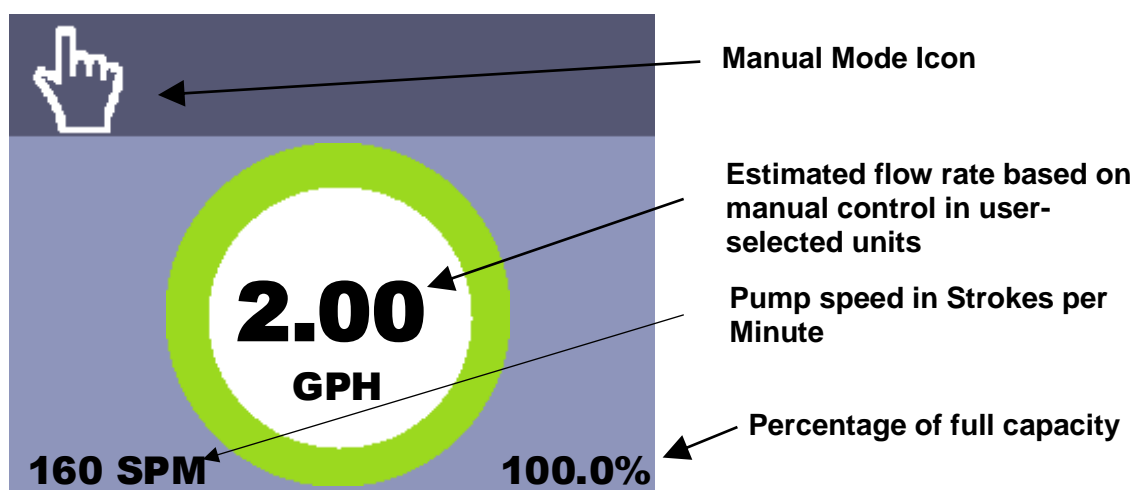 Manual Mode Icon
Estimated flow rate based on
manual control in user-
selected units
2.00
GPH
Pump speed in Strokes per
Minute
Percentage of full capacity
160 SPM
100.0%